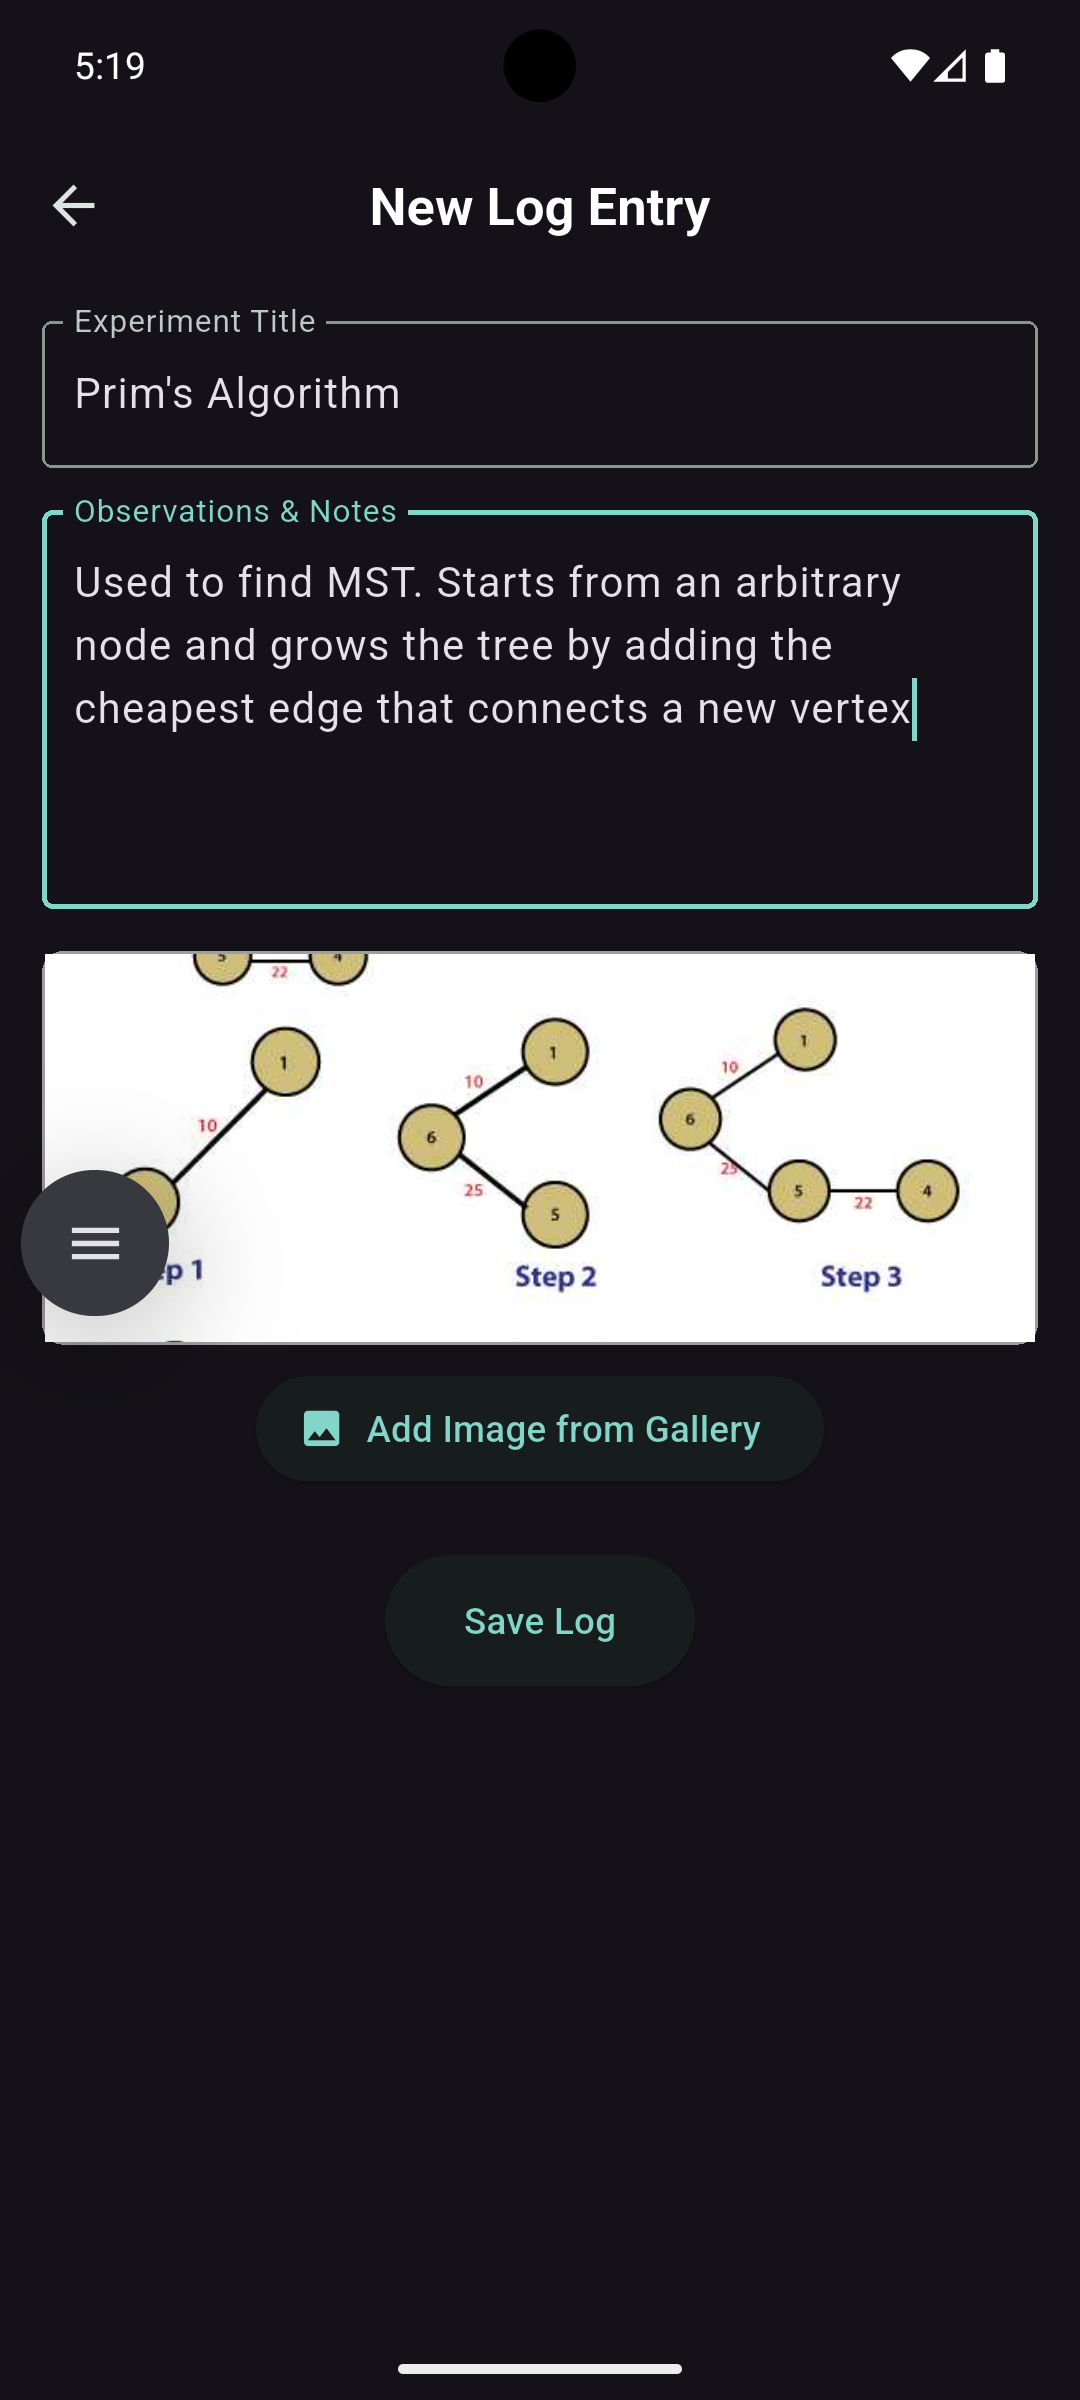 5:19
New Log Entry
Experiment Title
Prim's Algorithm
Observations & Notes
Used to find MST. Starts from an arbitrary
node and grows the tree by adding the
cheapest edge that connects a new vertex
22
1
10
1
10
6
25
5
1
10
6
25
5
22
4
ep 1
Step 2
Step 3
Add Image from Gallery
Save Log